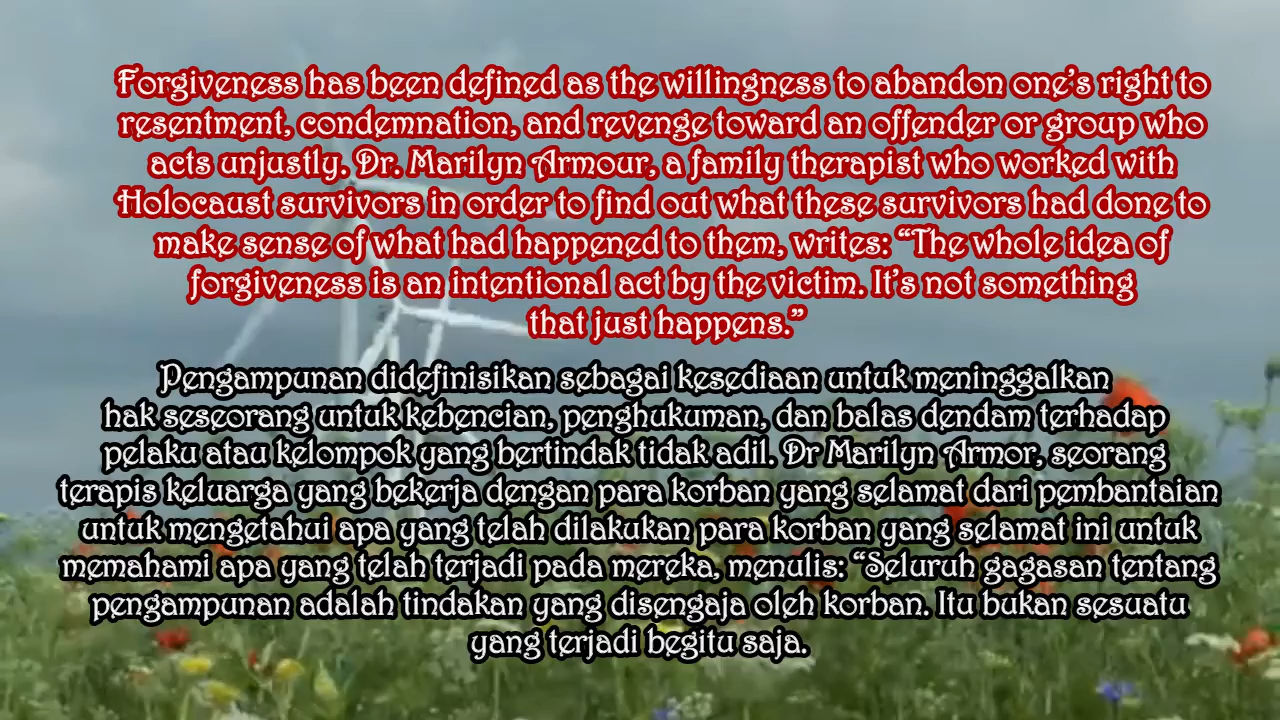 Forgiveness has been defined as the willingness to abandon one’s right to
resentment, condemnation, and revenge toward an offender or group who
acts unjustly. Dr. Marilyn Armour, a family therapist who worked with
Holocaust survivors in order to find out what these survivors had done to
make sense of what had happened to them, writes: “The whole idea of
forgiveness is an intentional act by the victim. It’s not something
that just happens.”
Pengampunan didefinisikan sebagai kesediaan untuk meninggalkan
hak seseorang untuk kebencian, penghukuman, dan balas dendam terhadap
pelaku atau kelompok yang bertindak tidak adil. Dr Marilyn Armor, seorang
terapis keluarga yang bekerja dengan para korban yang selamat dari pembantaian
untuk mengetahui apa yang telah dilakukan para korban yang selamat ini untuk
memahami apa yang telah terjadi pada mereka, menulis: “Seluruh gagasan tentang
pengampunan adalah tindakan yang disengaja oleh korban. Itu bukan sesuatu
yang terjadi begitu saja.